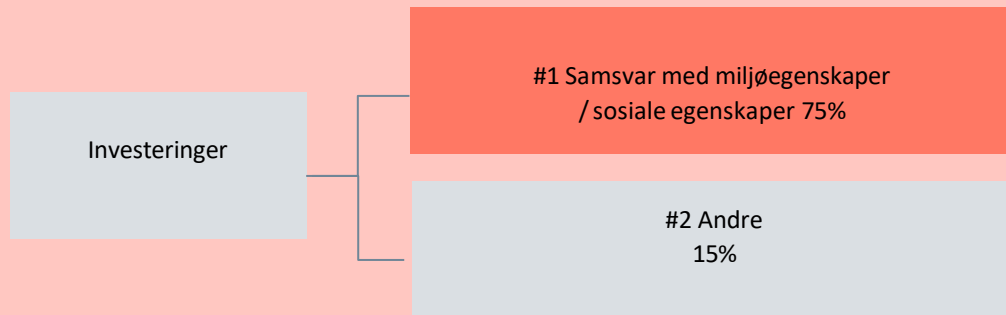 #1 Samsvar med miljøegenskaper
/ sosiale egenskaper 75%
Investeringer
#2 Andre
15%